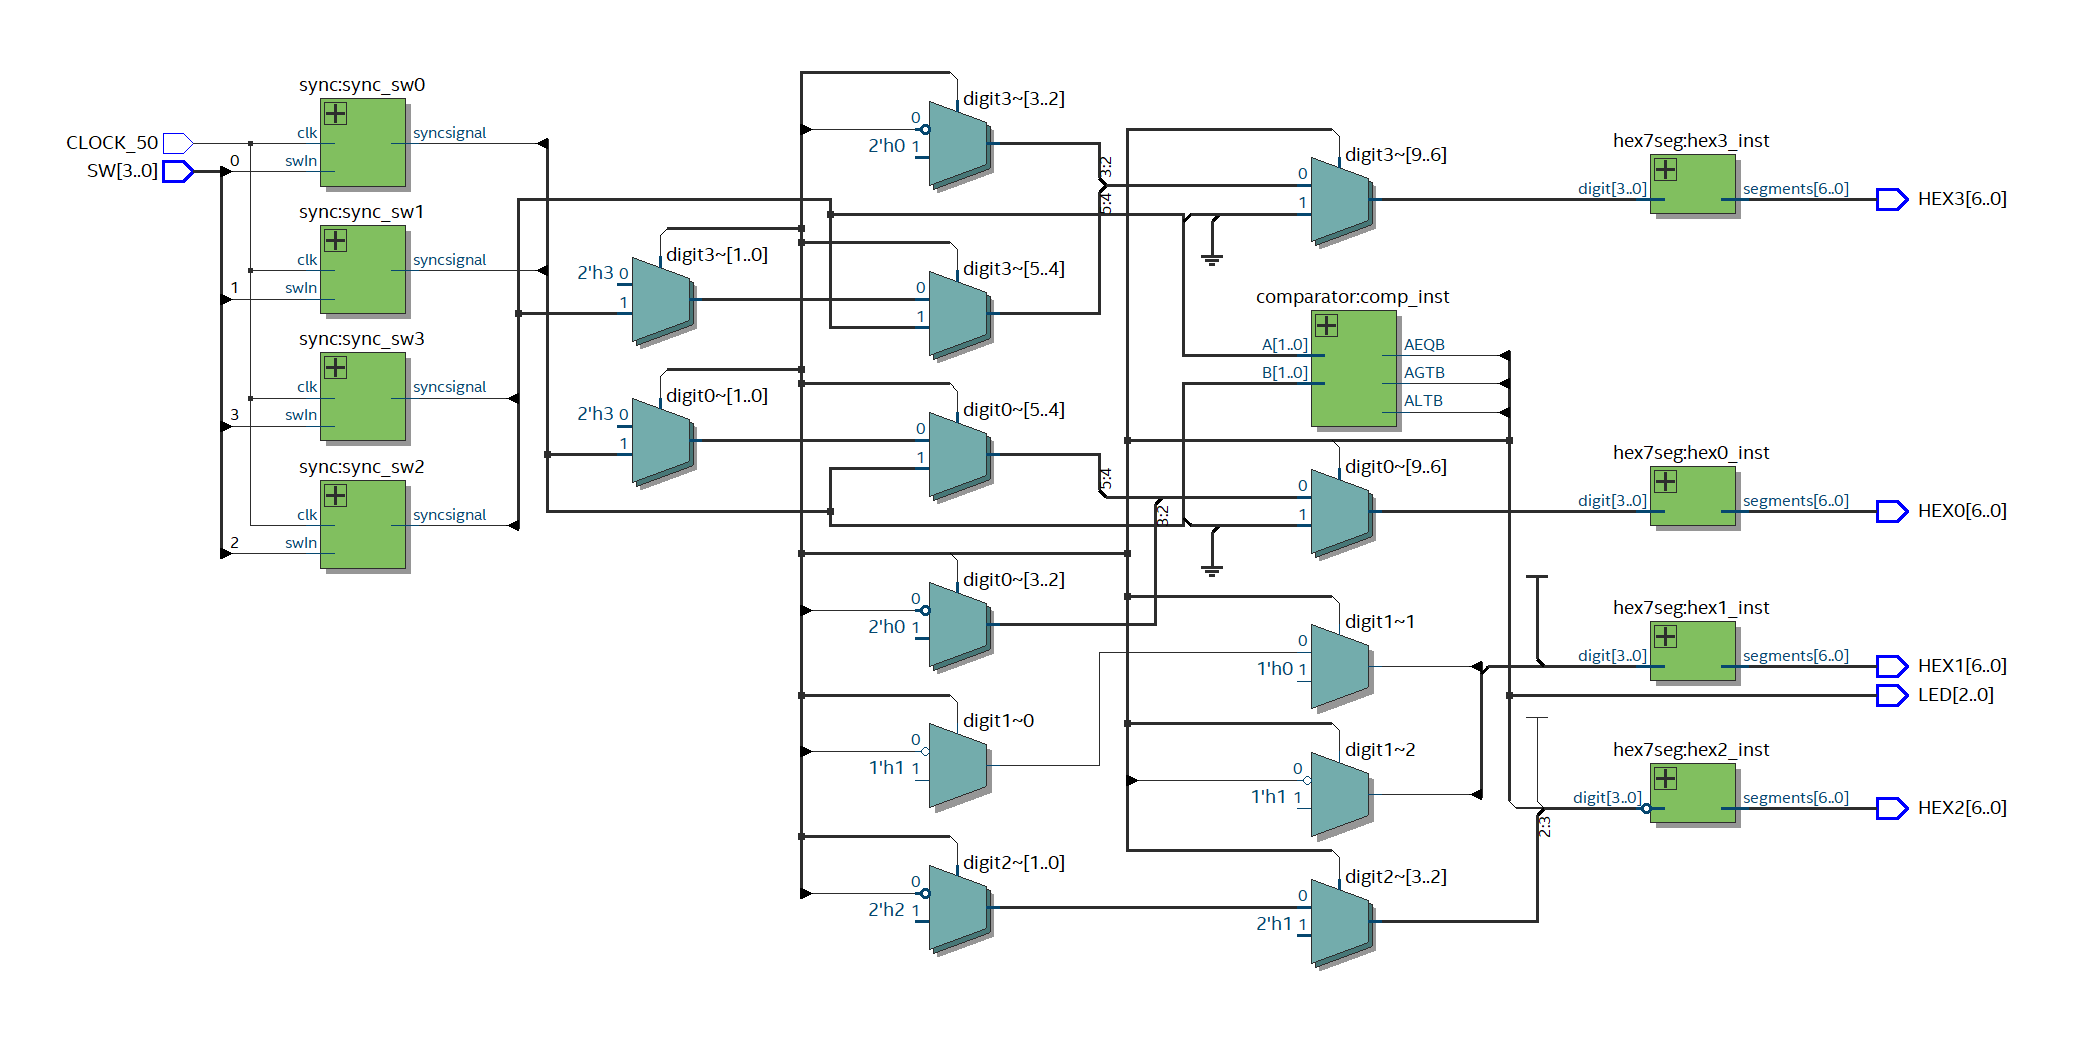 CLOCK_50
SW[3..0]
0
1
3
2
sync:sync_sw0
clk
swIn
syncsignal
sync:sync_sw1
clk
swIn
syncsignal
sync:sync_sw3
clk
swIn
syncsignal
sync:sync_sw2
clk
swIn
syncsignal
digit3~[1..0]
2'h3 0
1
digit0~[1..0]
2'h3 0
1
digit3~[3..2]
0
2'h0 1
3:2
5:4
digit3~[5..4]
0
1
digit0~[5..4]
0
1
5:4
3:2
digit0~[3..2]
0
2'h0 1
digit1~0
0
1'h1 1
digit2~[1..0]
0
2'h2 1
digit3~[9..6]
0
1
comparator:comp_inst
A[1..0]
B[1..0]
AEQB
AGTB
ALTB
digit0~[9..6]
0
1
digit1~1
0
1'h0 1
digit1~2
0
1'h1 1
digit2~[3..2]
0
2'h1 1
2:3
hex7seg:hex3_inst
digit[3..0]
segments[6..0]
HEX3[6..0]
hex7seg:hex0_inst
digit[3..0]
segments[6..0]
HEX0[6..0]
hex7seg:hex1_inst
digit[3..0]
segments[6..0]
HEX1[6..0]
LED[2..0]
hex7seg:hex2_inst
digit[3..0]
segments[6..0]
HEX2[6..0]